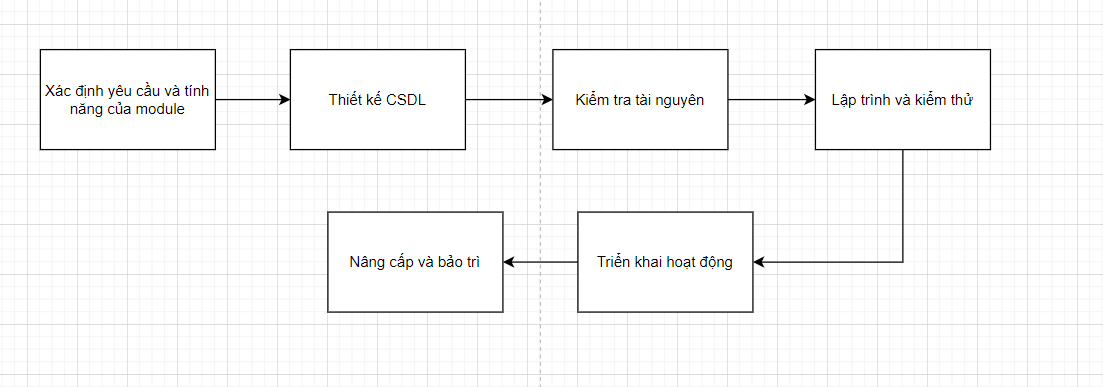 Xác định yêu cầu và tính
năng của module
Thiết kế CSDL
Kiểm tra tài nguyên
Lập trình và kiểm thử
Nâng cấp và bảo trì
Triển khai hoạt động